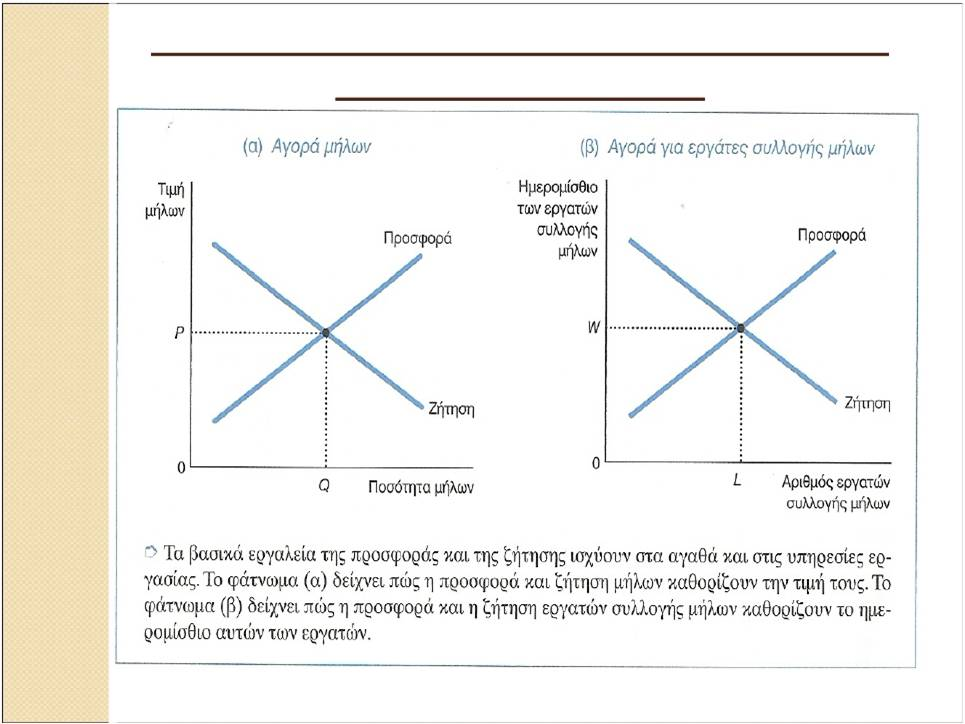 (α) Αγορά μήλων
Τιμή
μήλων
Προσφορά
P
Ζήτηση
0
Q
Ποσότητα μήλων
(β) Αγορά για εργάτες συλλογής μήλων
Ημερομίσθιο
των εργατών
συλλογής
μήλων
Προσφορά
W
Ζήτηση
0
L
Αριθμός εργατών
συλλογής μήλων
Τα βασικά εργαλεία της προσφοράς και της ζήτησης ισχύουν στα αγαθά και στις υπηρεσίες ερ-
γασίας. Το φάτνωμα (α) δείχνει πώς η προσφορά και ζήτηση μήλων καθορίζουν την τιμή τους. Το
φάτνωμα (β) δείχνει πώς η προσφορά και η ζήτηση εργατών συλλογής μήλων καθορίζουν το ημε-
ρομίσθιο αυτών των εργατών.